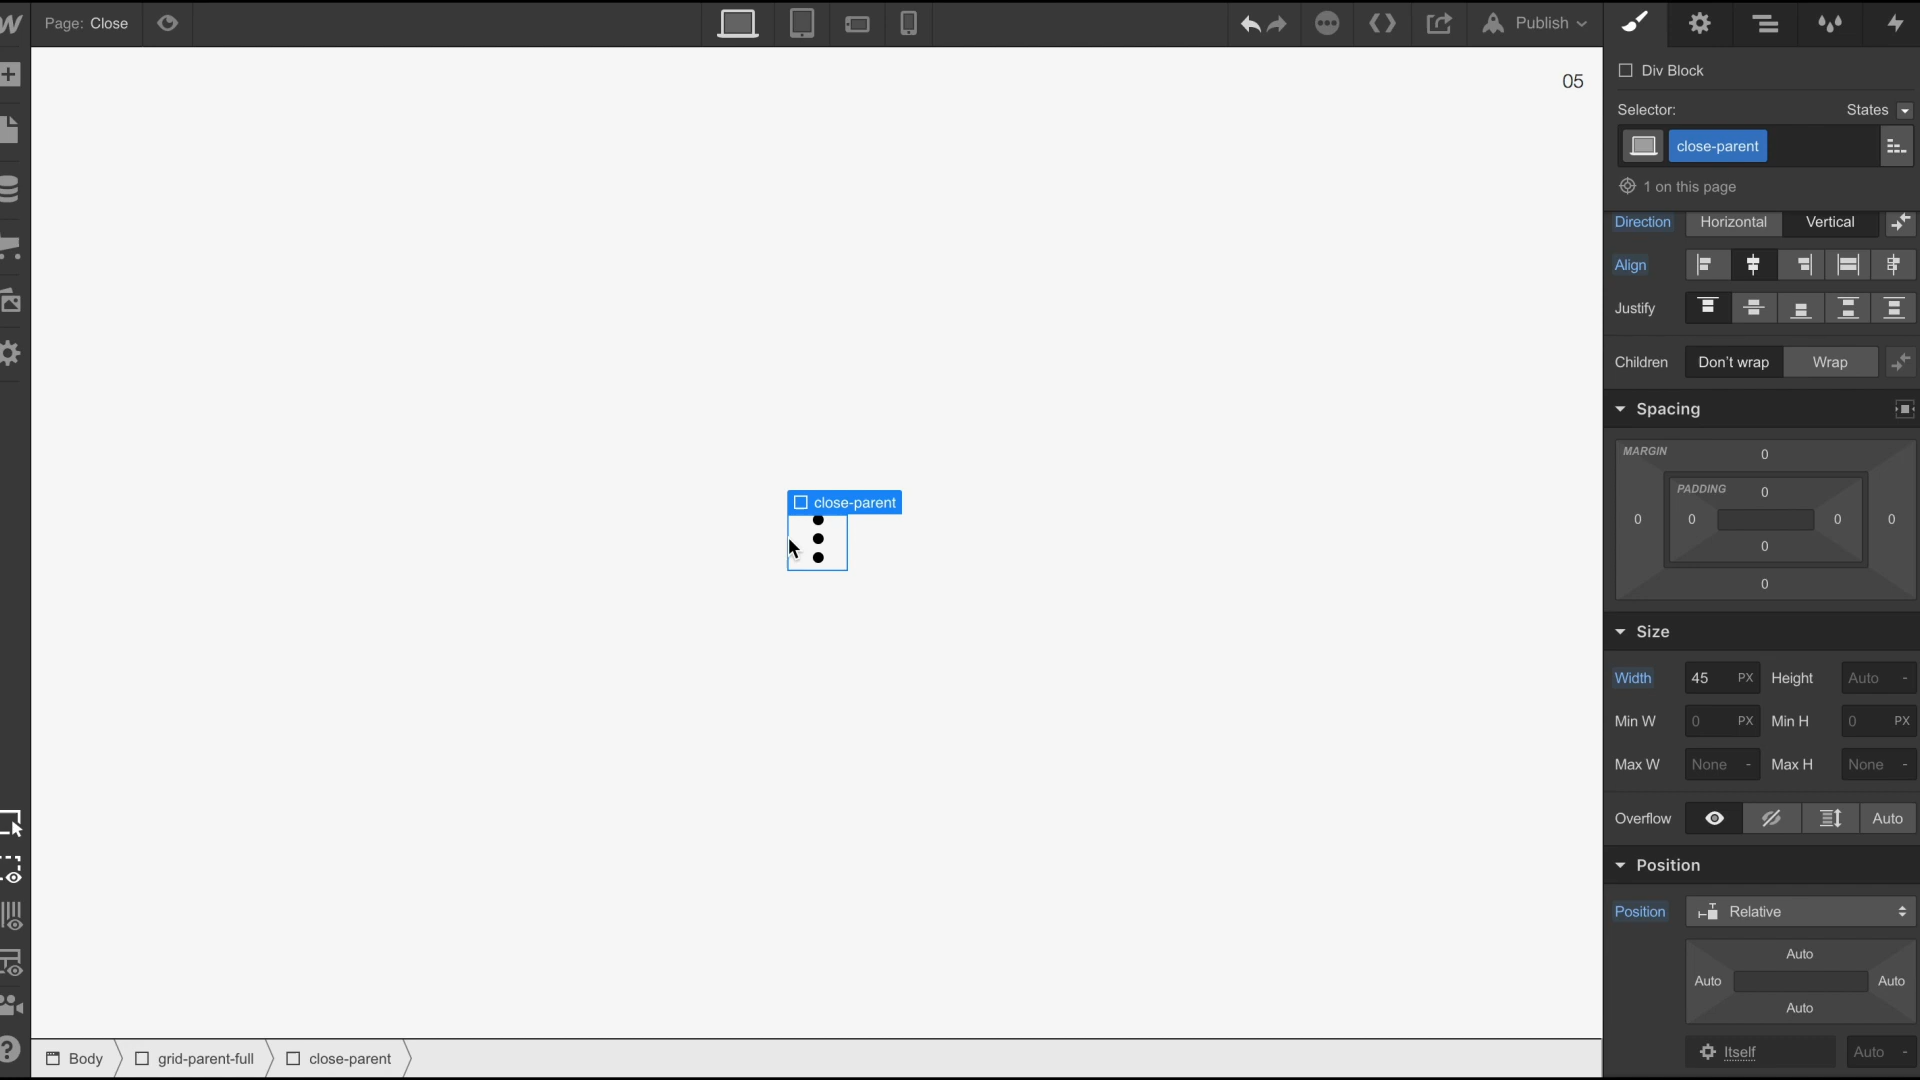 Page: Close
Publish
05
Div Block
Selector:
States
close-parent
1 on this page
Direction
Horizontal
Vertical
Align
Justify
Children
Don't wrap
Wrap
Spacing
MARGIN
0
PADDING
0
0
0
0
0
0
0
close-parent
Size
Width
45
PX
Height
Auto
-
Min W
0
PX
Min H
0
PX
Max W
None
-
Max H
None
-
Overflow
Auto
Position
Position
Relative
Auto
Auto
Auto
Auto
Itself
Auto
-
Body
grid-parent-full
close-parent